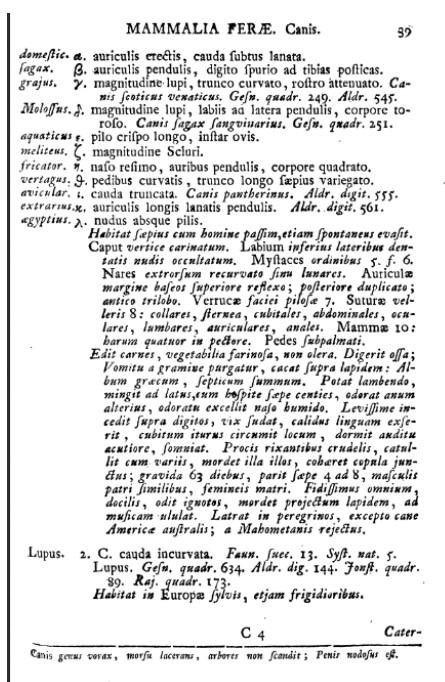 MAMMALIA FERÆ. Canis. 39
domeſtic. α. auriculis erectis, cauda ſubtus lanata.
ſagax. β. auriculis pendulis, digito ſpurio ad tibias poſticas.
grajus. γ. magnitudine lupi, trunco curvato, roſtro attenuato. Ca-
nis ſcoticus venaticus. Geſn. quadr. 249. Aldr. 545.
Moloſſus. δ. magnitudine lupi, labiis ad latera pendulis, corpore to-
roſo. Canis ſagax ſangvinarius. Geſn. quadr. 251.
aquaticus ε. pilo criſpo longo, inſtar ovis.
meliteus. ζ. magnitudine Sciuri.
fricator. η. naſo reſimo, auribus pendulis, corpore quadrato.
vertagus. ϑ. pedibus curvatis, trunco longo ſæpius variegato.
avicular. ι. cauda truncata. Canis pantherinus. Aldr. digit. 555.
extrarius. κ. auriculis longis lanatis pendulis. Aldr. digit. 561.
ægyptius. λ. nudus absque pilis.
Habitat ſæpius cum homine paſſim, etiam ſpontaneus evaſit.
Caput vertice carinatum. Labium inferius lateribus den-
tatis nudis occultatum. Myſtaces ordinibus 5. ſ. 6.
Nares extrorſum recurvato ſinu lunares. Auriculæ
margine baſeos ſuperiore reflexo; poſteriore duplicato;
antico trilobo. Verrucæ faciei piloſæ 7. Suturæ vel-
leris 8: collares, ſternea, cubitales, abdominales, ocu-
lares, lumbares, auriculares, anales. Mammæ 10:
harum quatuor in pectore. Pedes ſubpalmati.
Edit carnes, vegetabilia farinoſa, non olera. Digerit oſſa;
Vomitu a gramine purgatur, cacat ſupra lapidem: Al-
bum græcum, ſepticum ſummum. Potat lambendo,
mingit ad latus, cum hoſpite ſæpe centies, odorat anum
alterius, odoratu excellit naſo humido. Leviſſime in-
cedit ſupra digitos, vix ſudat, calidus linguam exſe-
rit, cubitum iturus circumit locum, dormit auditu
acutiore, ſomniat. Procis rixantibus crudelis, catul-
lit cum variis, mordet illa illos, cohæret copula jun-
ctus; gravida 63 diebus, parit ſæpe 4 ad 8, maſculis
patri ſimilibus, femineis matri. Fidiſſimus omnium,
docilis, odit ignotos, mordet projectum lapidem, ad
muſicam ululat. Latrat in peregrinos, excepto cane
Americæ auſtralis; a Mahometanis rejectus.
Lupus. 2. C. cauda incurvata. Faun. ſuec. 13. Syſt. nat. 5.
Lupus. Geſn. quadr. 634. Aldr. dig. 144. Jonſt. quadr.
89. Raj. quadr. 173.
Habitat in Europæ ſylvis, etjam frigidioribus.
C 4 Cater-
Canis genus vorax, morſu lacerans, arbores non ſcandit; Penis nodoſus eſt.